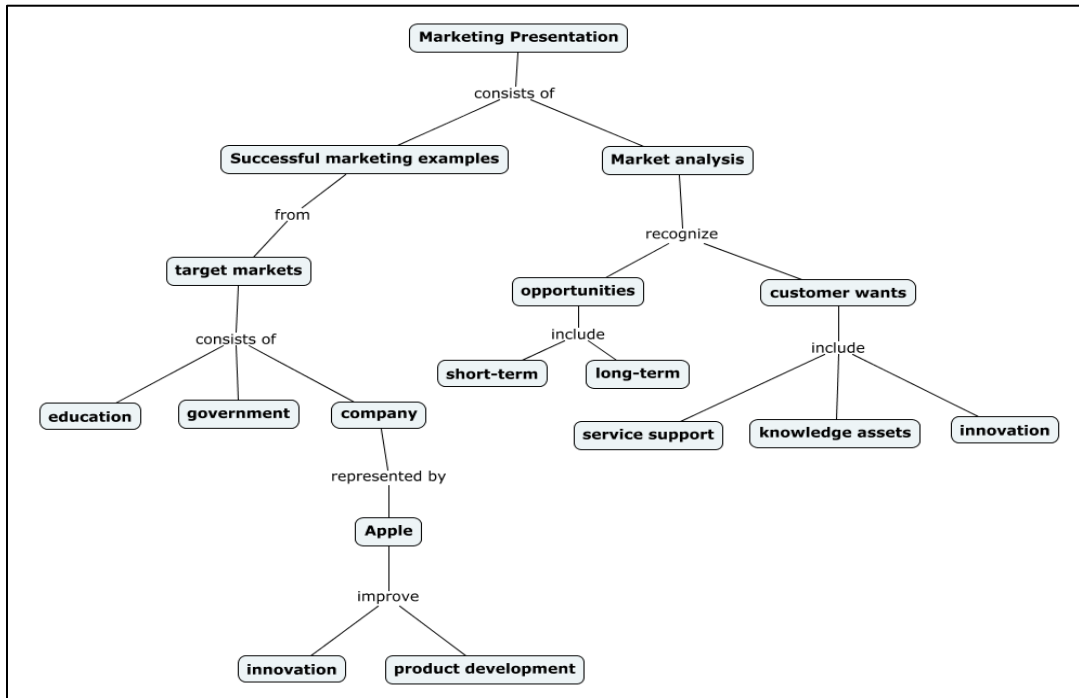 Marketing Presentation
consists of
Successful marketing examples
Market analysis
from
recognize
target markets
opportunities
customer wants
consists of
include
include
short-term
long-term
education
government
company
service support
knowledge assets
innovation
represented by
Apple
improve
innovation
product development